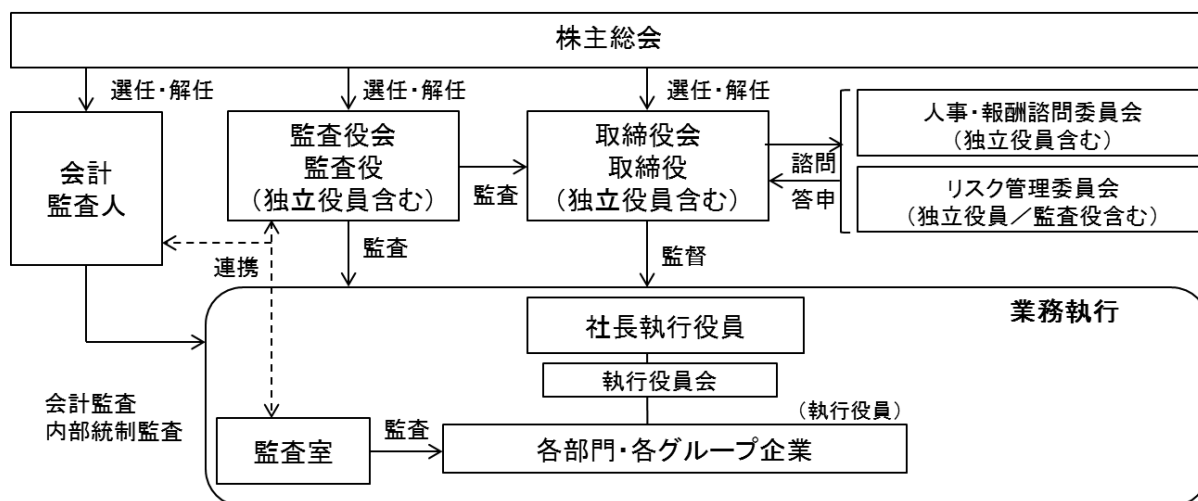 株主総会
選任・解任
選任・解任
選任・解任
会計
監査人
監査役会
監査役
(独立役員含む)
監査
取締役会
取締役
(独立役員含む)
諮問
答申
人事・報酬諮問委員会
(独立役員含む)
リスク管理委員会
(独立役員／監査役含む)
連携
監査
監督
業務執行
社長執行役員
執行役員会
(執行役員)
会計監査
内部統制監査
監査室
監査
各部門・各グループ企業